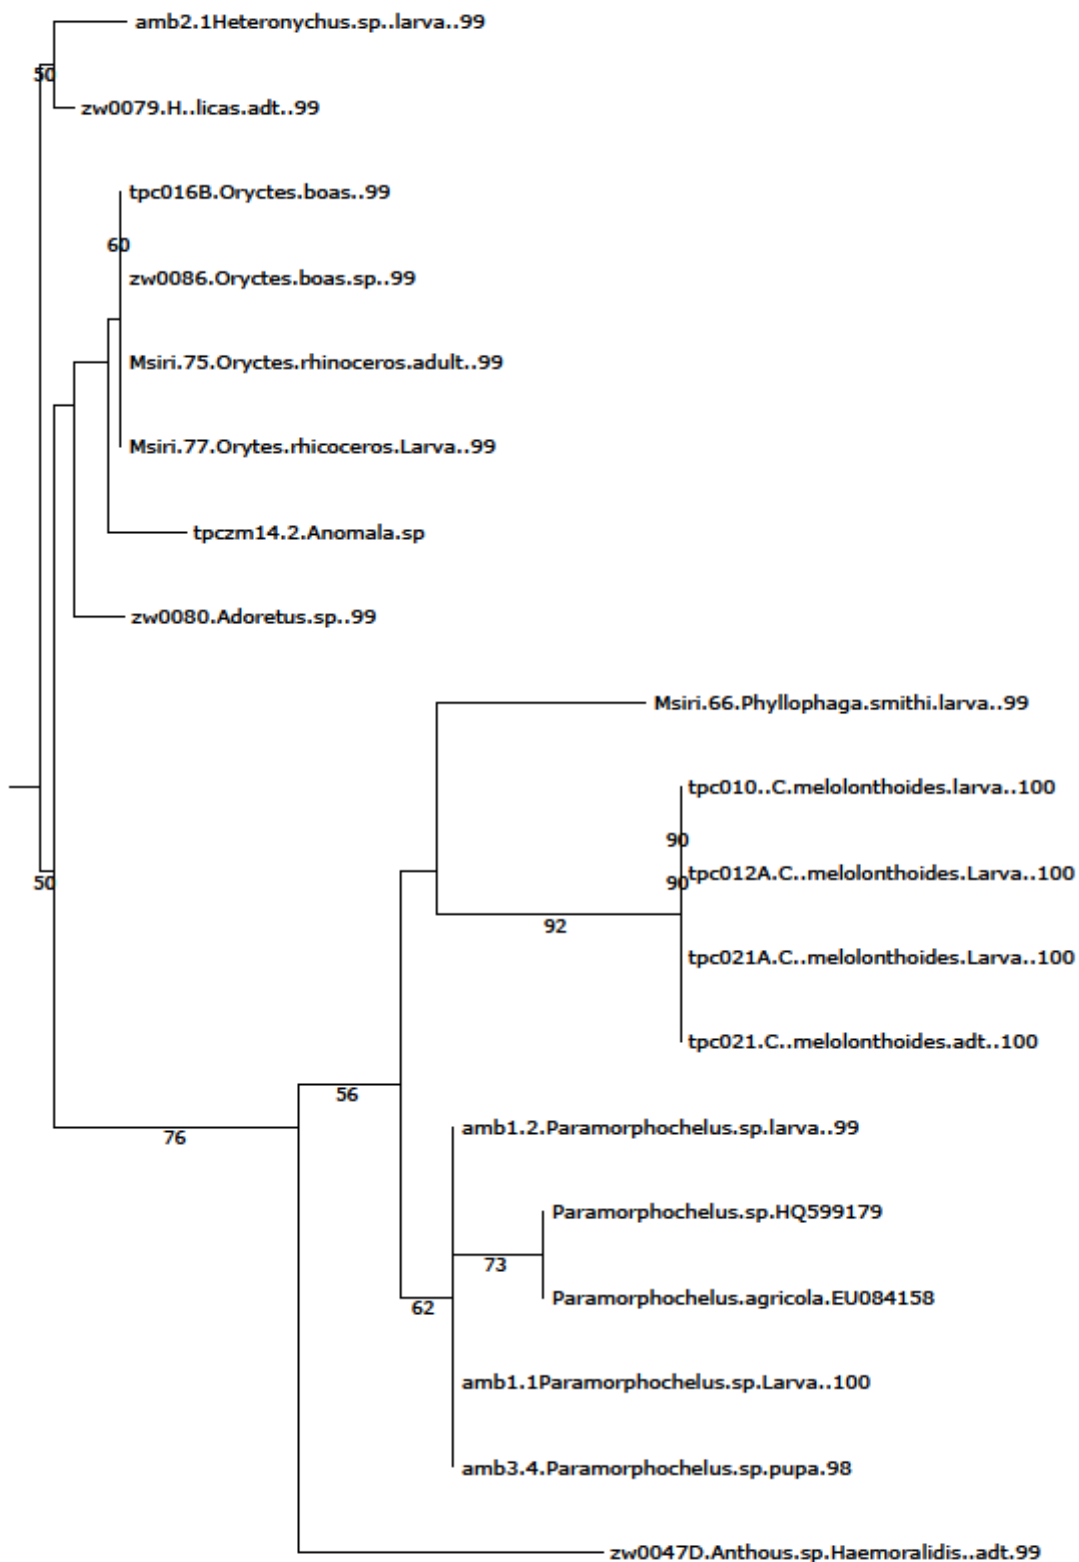 amb2.1Heteronychus.sp..larva..99
50
zw0079.H..licas.adt..99
tpc016B.Oryctes.boas..99
60
zw0086.Oryctes.boas.sp..99
Msiri.75.Oryctes.rhinoceros.adult..99
Msiri.77.Orytes.rhicoceros.Larva..99
tpczm14.2.Anomala.sp
zw0080.Adoretus.sp..99
Msiri.66.Phyllophaga.smithi.larva..99
tpc010..C.melolonthoides.larva..100
90
tpc012A.C..melolonthoides.Larva..100
90
50
92
tpc021A.C..melolonthoides.Larva..100
tpc021.C..melolonthoides.adt..100
56
amb1.2.Paramorphochelus.sp.larva..99
76
Paramorphochelus.sp.HQ599179
73
Paramorphochelus.agricola.EU084158
62
amb1.1Paramorphochelus.sp.Larva..100
amb3.4.Paramorphochelus.sp.pupa.98
zw0047D.Anthous.sp.Haemoralidis..adt.99